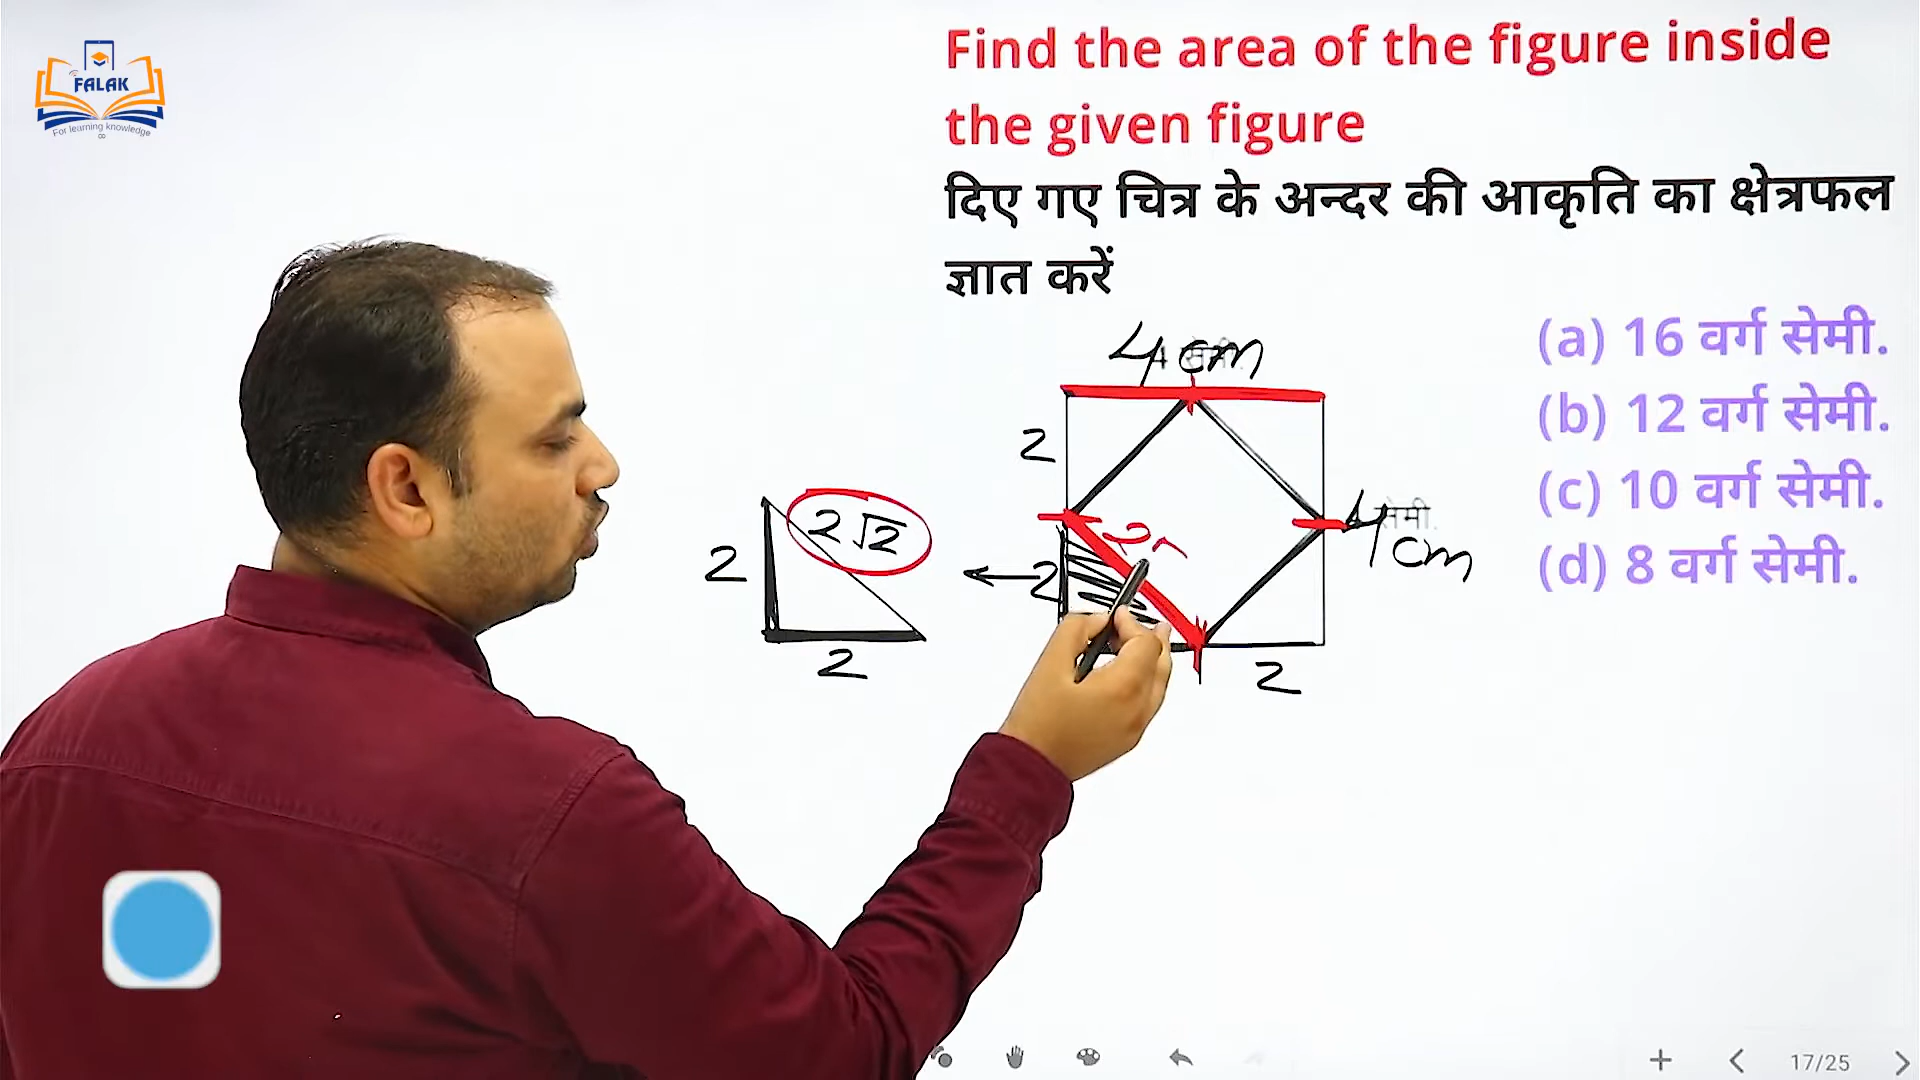 FALAK
For learning knowledge
Find the area of the figure inside
the given figure
दिए गए चित्र के अन्दर की आकृति का क्षेत्रफल
ज्ञात करें
4 cm
2
2
4 cm
2
2
2√2
2
2
(a) 16 वर्ग सेमी.
(b) 12 वर्ग सेमी.
(c) 10 वर्ग सेमी.
(d) 8 वर्ग सेमी.
17/25